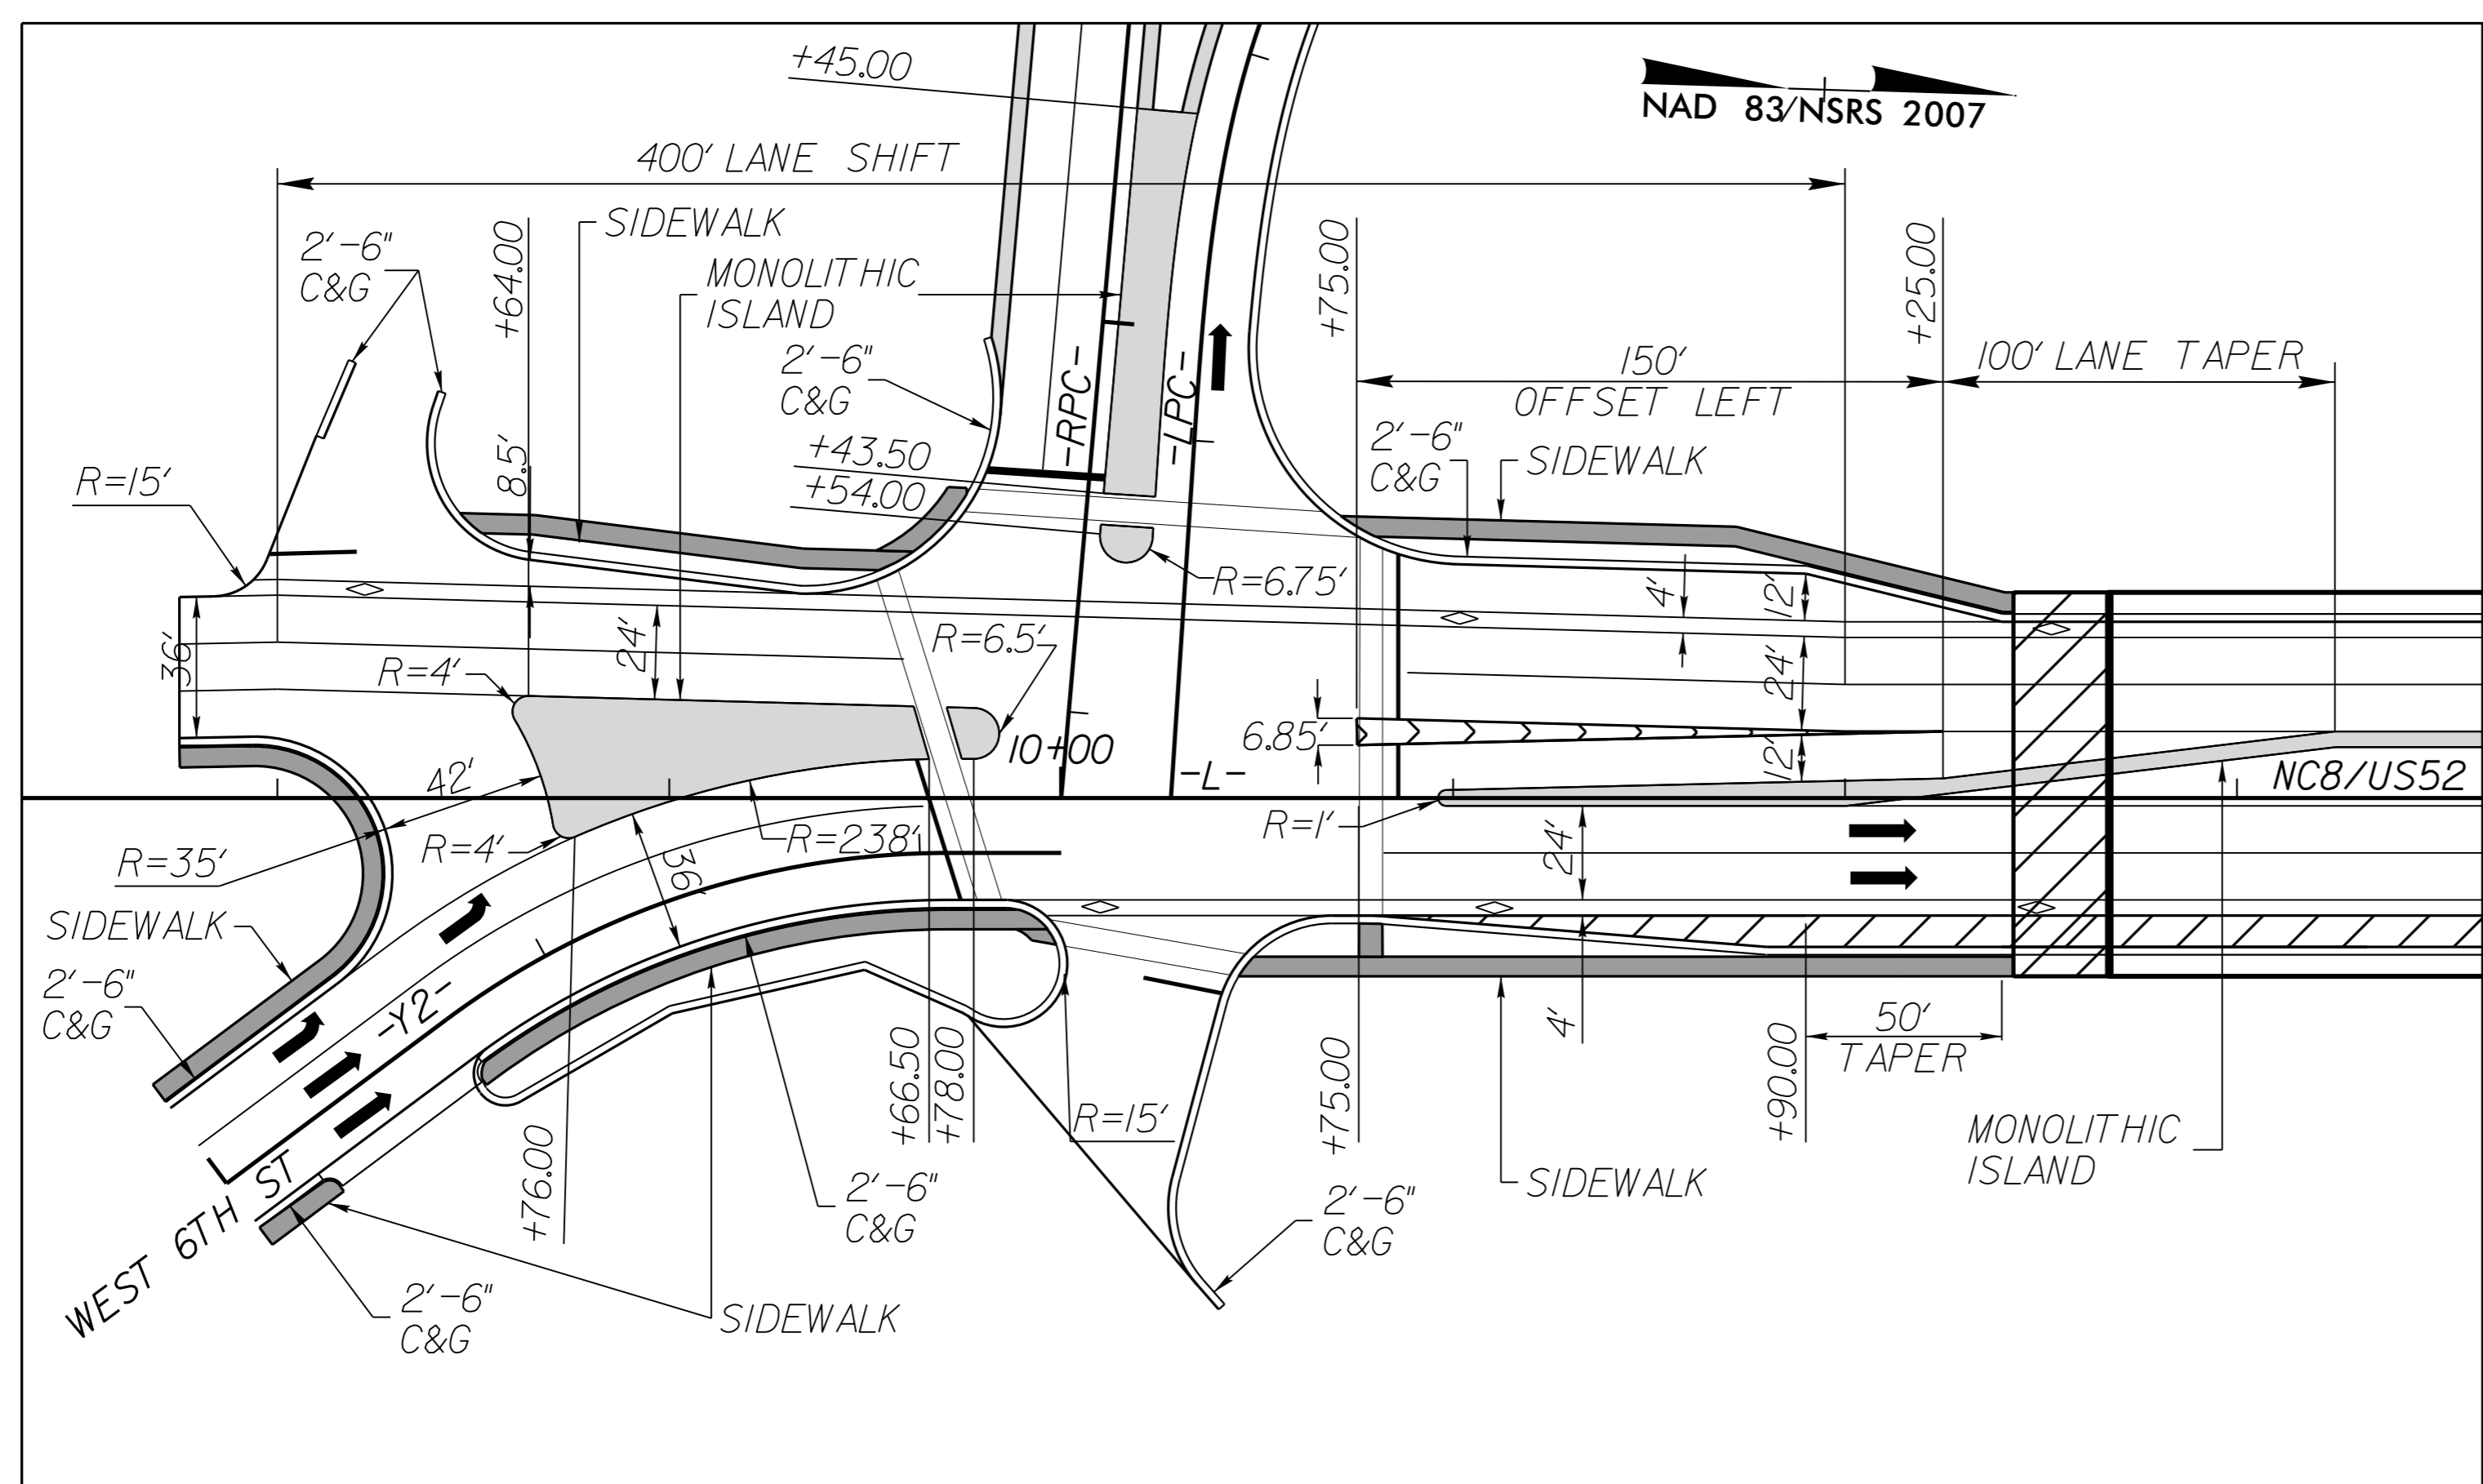 +45.00
NAD 83/NSRS 2007
400' LANE SHIFT
SIDEWALK
2'-6"
C&G
+64.00
MONOLITHIC
ISLAND
+75.00
+25.00
2'-6"
C&G
-RPC-
-LPC-
150'
OFFSET LEFT
100' LANE TAPER
8.5'
+43.50
+54.00
2'-6"
C&G
SIDEWALK
R=15'
R=6.75'
4'
12'
36'
24'
R=4'
R=6.5'
24'
6.85'
12'
10+00
-L-
NC8/US52
42'
R=4'
R=238'
R=1'
24'
R=35'
36'
SIDEWALK
2'-6"
C&G
-Y2-
+66.50
+78.00
+75.00
4'
+90.00
50'
TAPER
R=15'
+76.00
MONOLITHIC
ISLAND
WEST 6TH ST
2'-6"
C&G
2'-6"
C&G
SIDEWALK
2'-6"
C&G
SIDEWALK